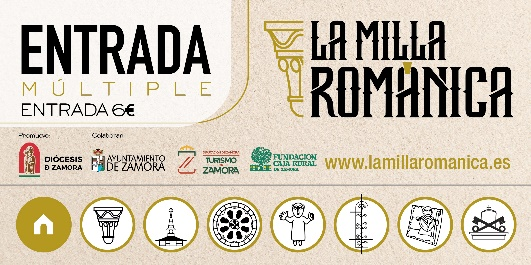 ENTRADA
MÚLTIPLE
ENTRADA 6€
LA MILLA
ROMÁNICA
Promueve:
DIÓCESIS
D ZAMORA
Colaboran:
AYUNTAMIENTO
DE ZAMORA
TURISMO
ZAMORA
FUNDACIÓN
CAJA RURAL
DE ZAMORA
www.lamillaromanica.es